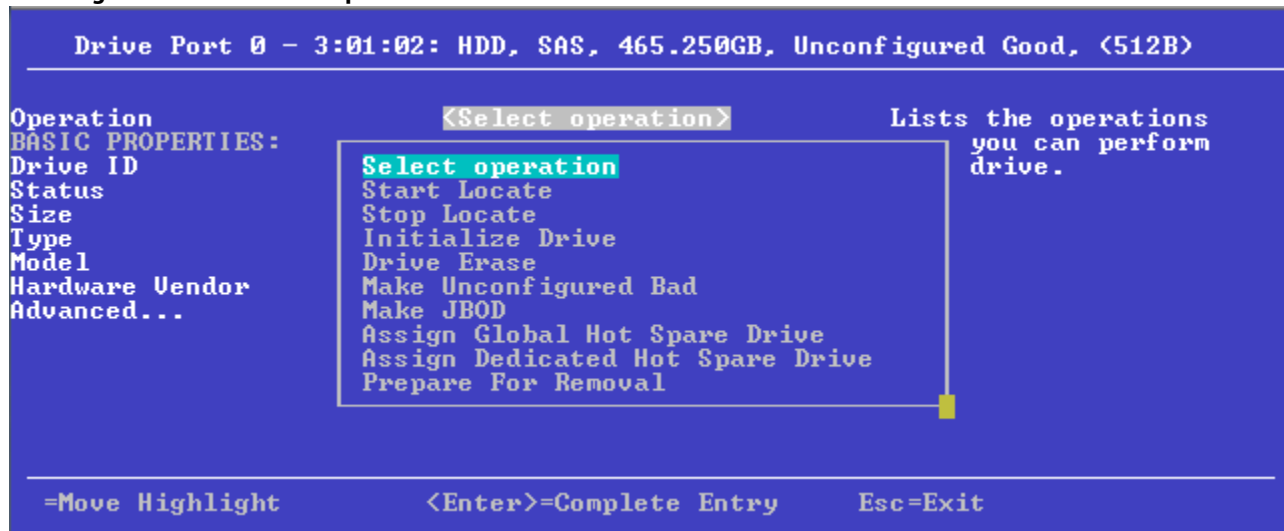 Drive Port 0 - 3:01:02: HDD, SAS, 465.250GB, Unconfigured Good, <512B>
Operation
<Select operation>
Lists the operations
you can perform
drive.
BASIC PROPERTIES:
Drive ID
Status
Size
Type
Model
Hardware Vendor
Advanced...
Select operation
Start Locate
Stop Locate
Initialize Drive
Drive Erase
Make Unconfigured Bad
Make JBOD
Assign Global Hot Spare Drive
Assign Dedicated Hot Spare Drive
Prepare For Removal
=Move Highlight
<Enter>=Complete Entry
Esc=Exit